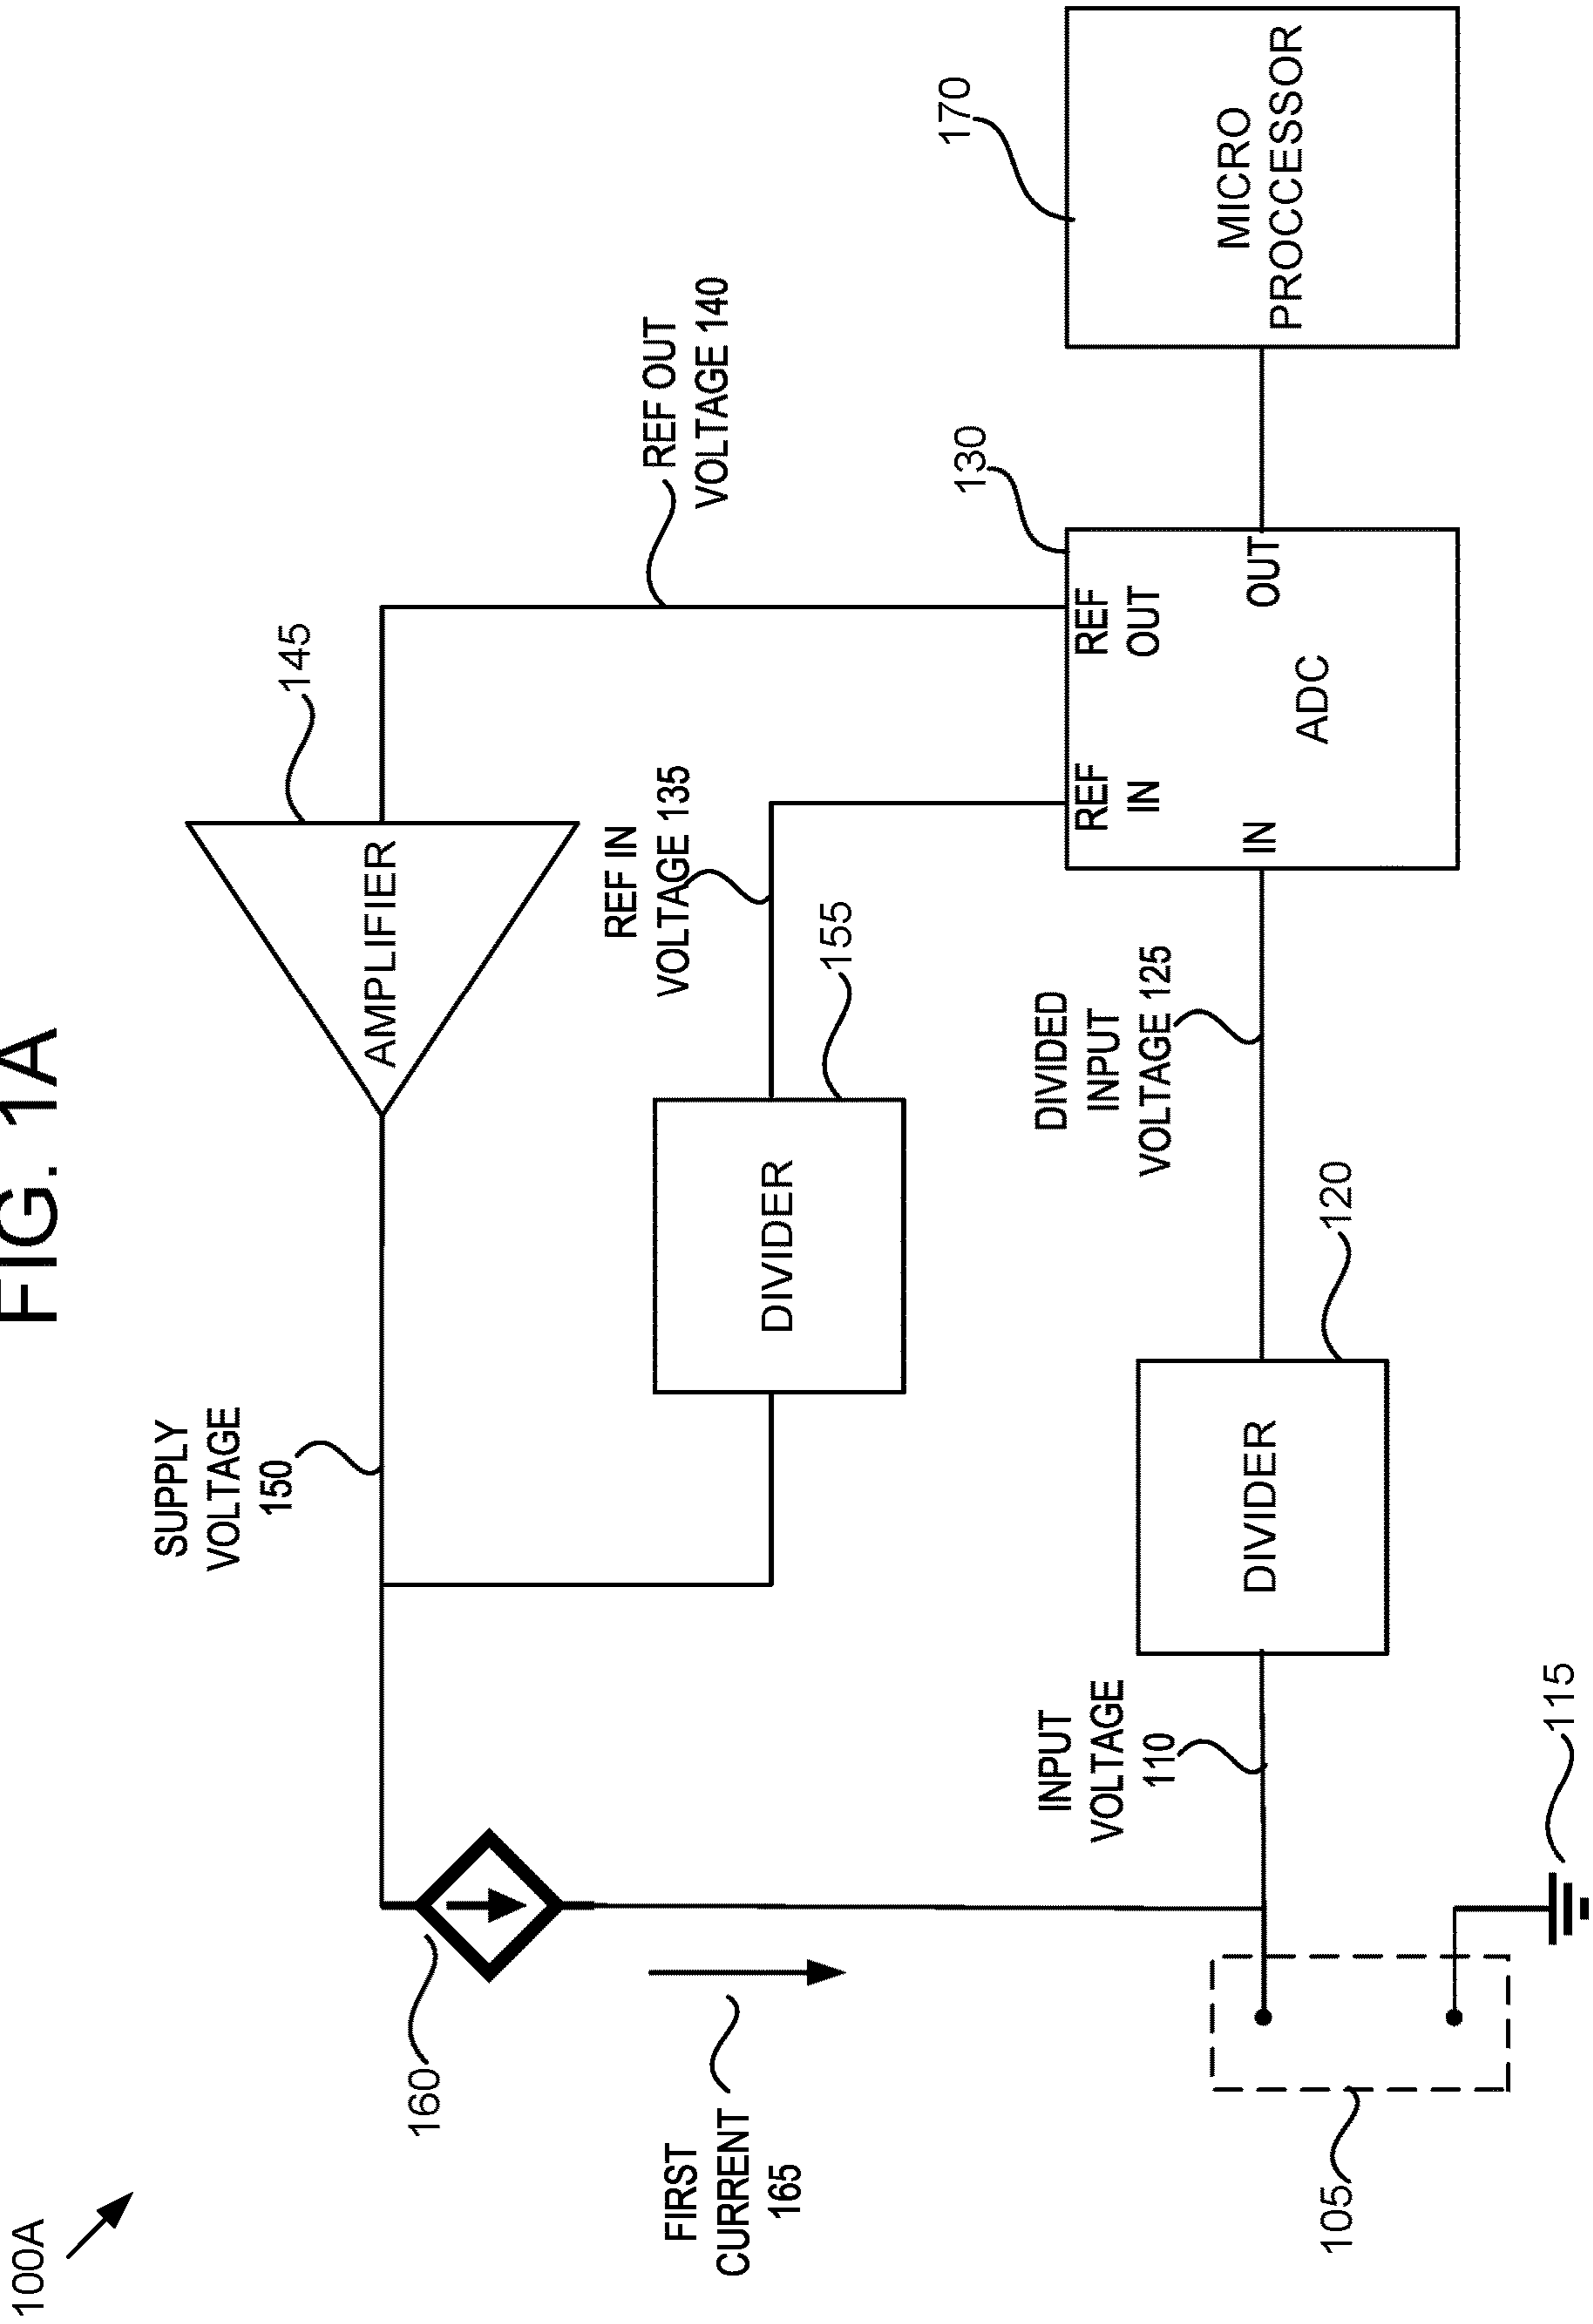 FIG. 1A
100A
SUPPLY
VOLTAGE
150
AMPLIFIER
145
160
FIRST
CURRENT
165
REF IN
VOLTAGE 135
REF OUT
VOLTAGE 140
DIVIDER
155
INPUT
VOLTAGE
110
DIVIDED
INPUT
VOLTAGE 125
130
170
REF
IN
REF
OUT
IN
OUT
ADC
MICRO
PROCCESSOR
DIVIDER
120
105
115